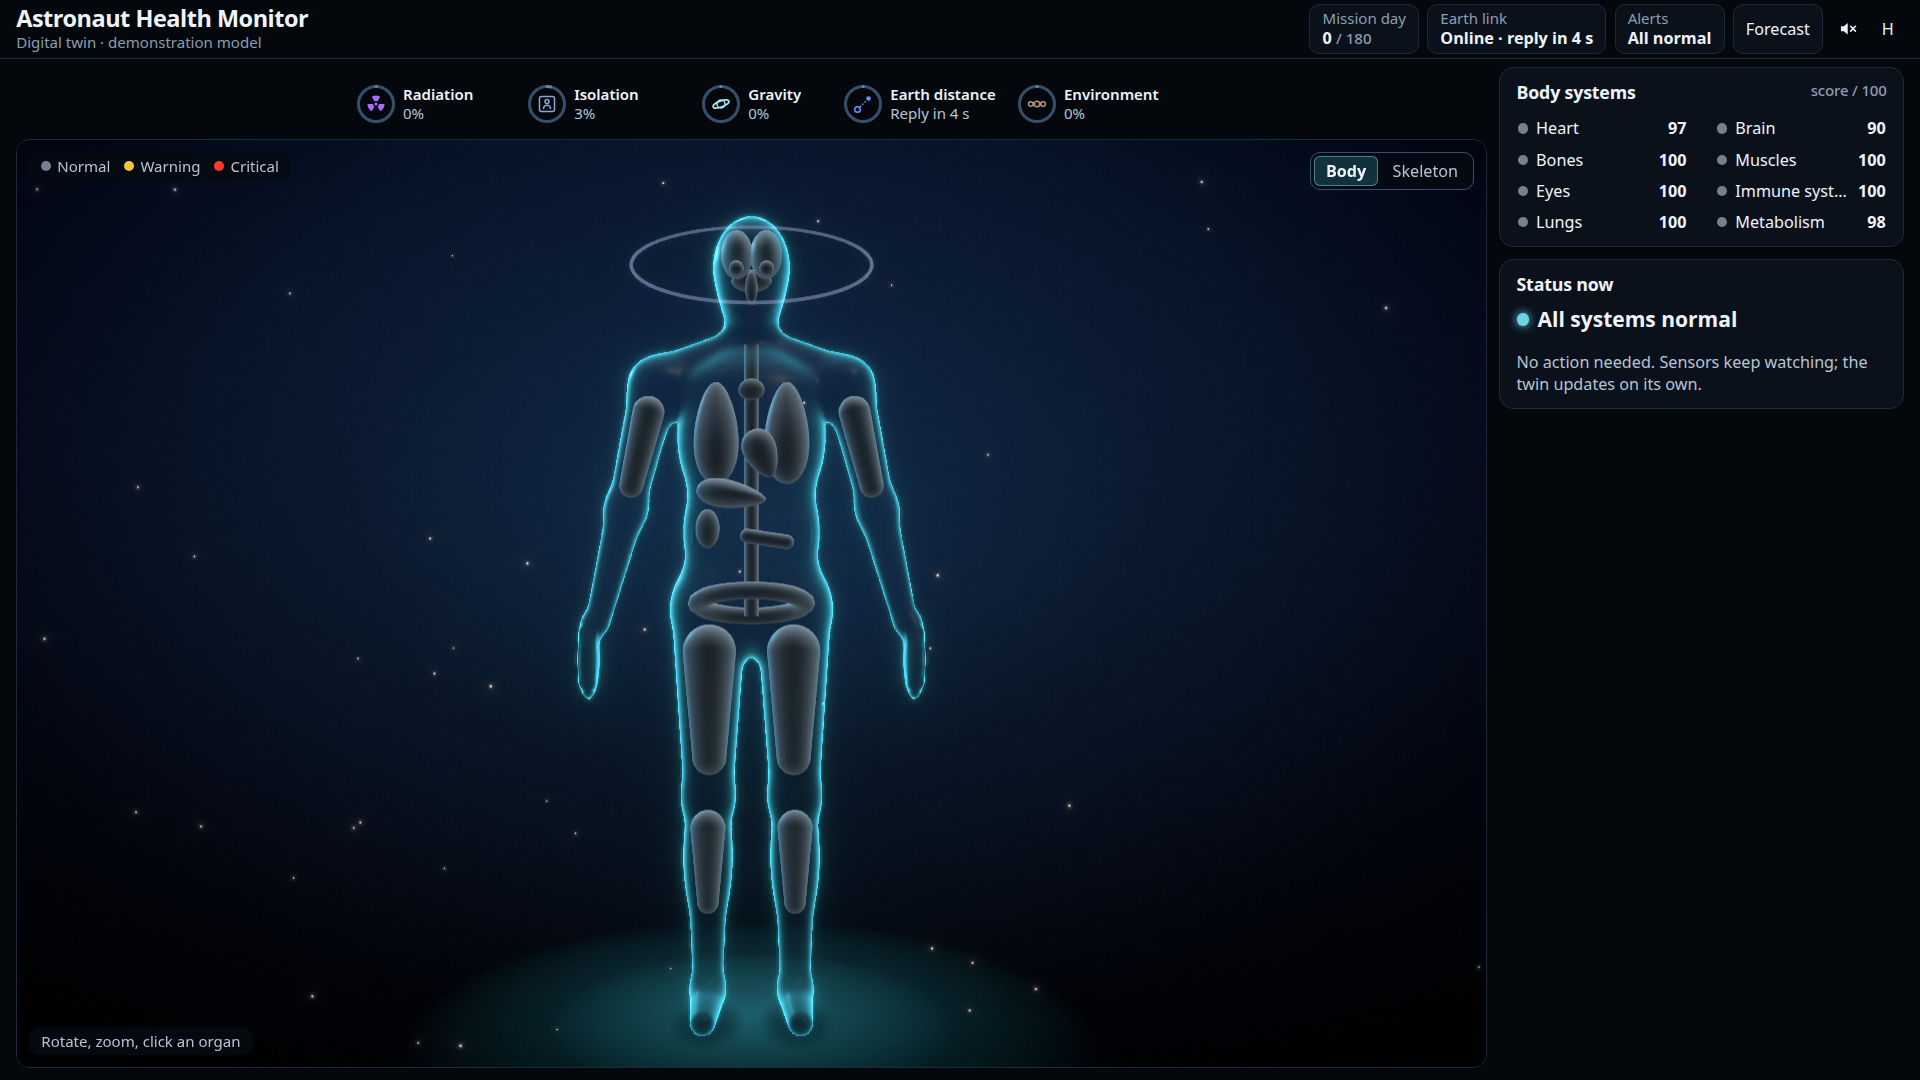 Astronaut Health Monitor
Digital twin · demonstration model
Mission day
0 / 180
Earth link
Online · reply in 4 s
Alerts
All normal
Forecast
H
Radiation
0%
Isolation
3%
Gravity
0%
Earth distance
Reply in 4 s
Environment
0%
Normal
Warning
Critical
Body
Skeleton
Rotate, zoom, click an organ
Body systems
score / 100
Heart 97
Brain 90
Bones 100
Muscles 100
Eyes 100
Immune syst... 100
Lungs 100
Metabolism 98
Status now
All systems normal
No action needed. Sensors keep watching; the
twin updates on its own.